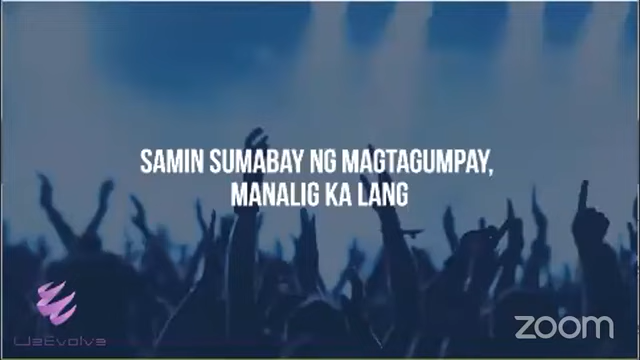 SAMIN SUMABAY NG MAGTAGUMPAY,
MANALIG KA LANG
WeEvolve
zoom